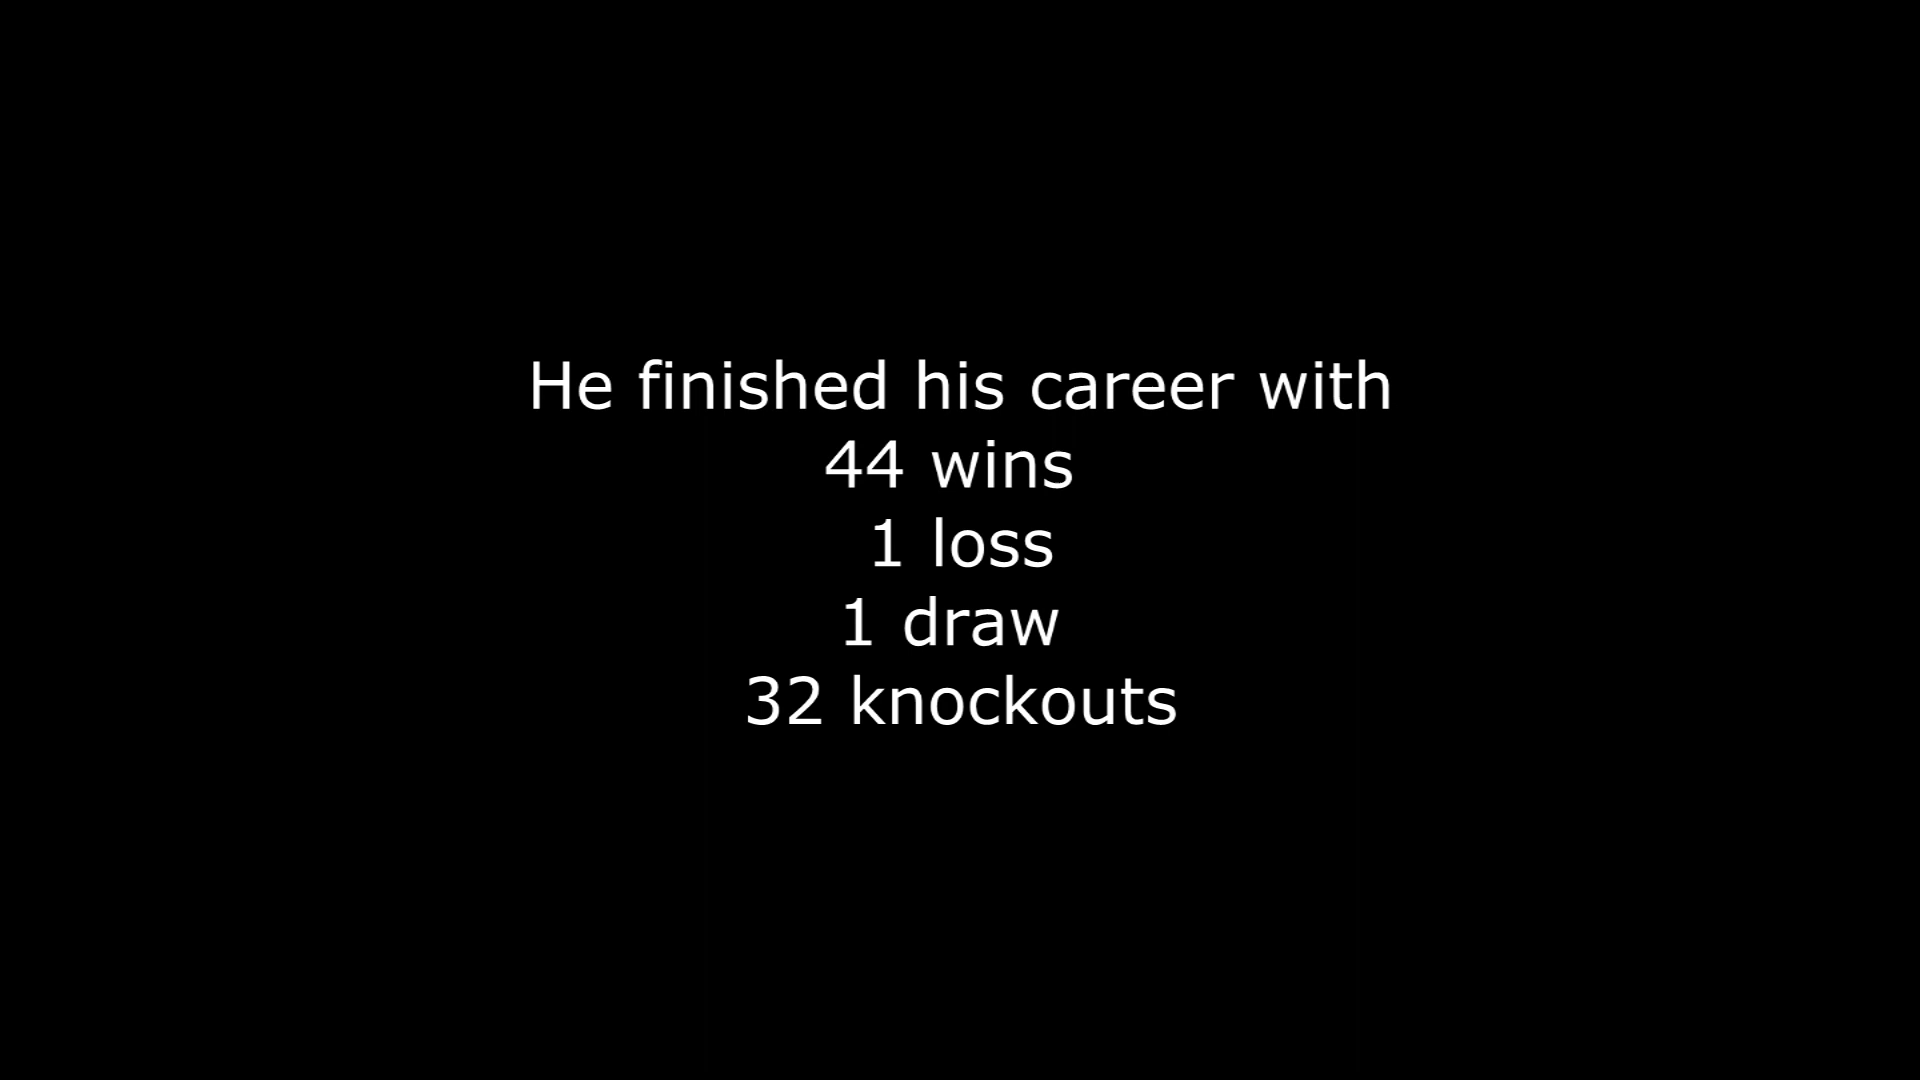 He finished his career with
44 wins
1 loss
1 draw
32 knockouts